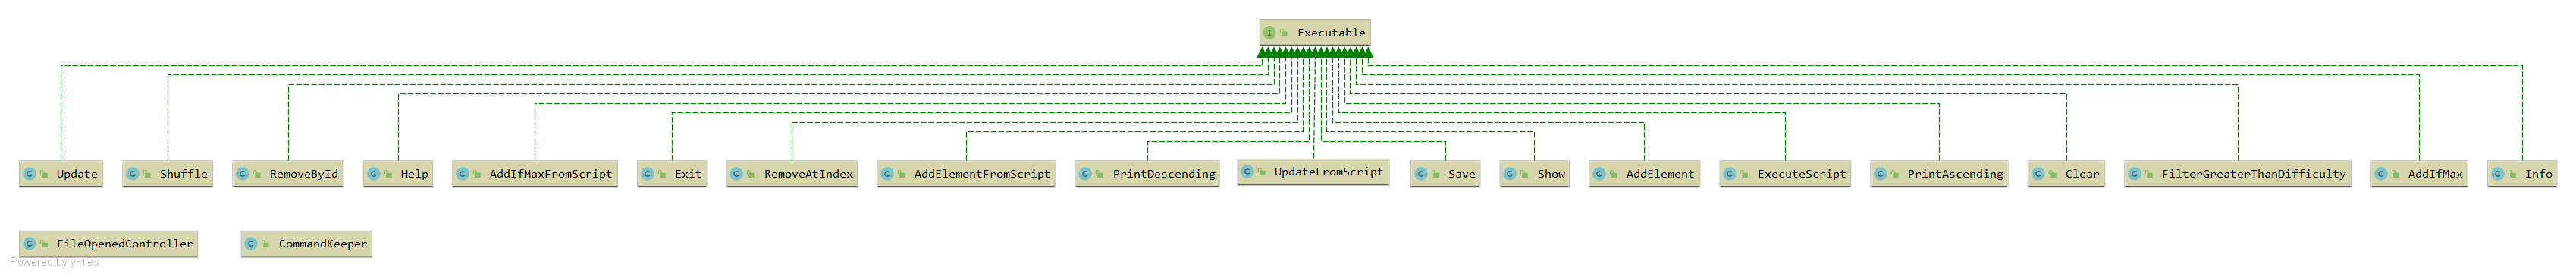 Executable
Update
Shuffle
RemoveById
Help
AddIfMaxFromScript
Exit
RemoveAtIndex
AddElementFromScript
PrintDescending
UpdateFromScript
Save
Show
AddElement
ExecuteScript
PrintAscending
Clear
FilterGreaterThanDifficulty
AddIfMax
Info
FileOpenedController
CommandKeeper
Powered by yFiles